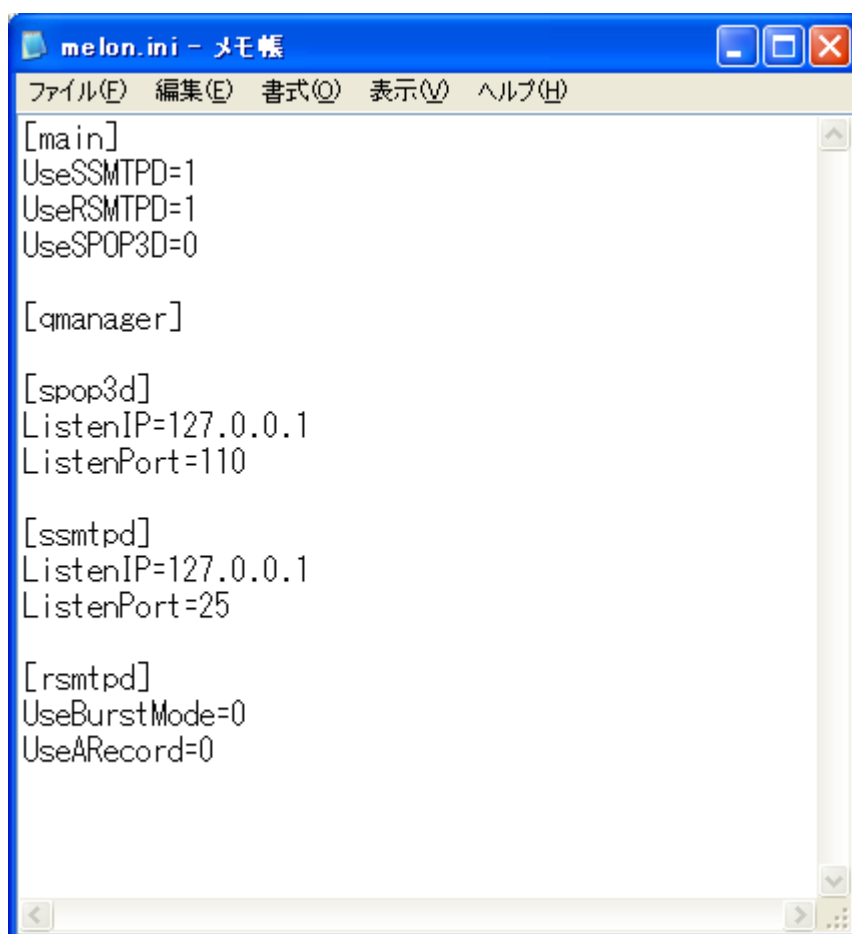 melon.ini - メモ帳
ファイル(F) 編集(E) 書式(O) 表示(V) ヘルプ(H)
[main]
UseSSMTPD=1
UseRSMTPD=1
UseSPOP3D=0
[qmanager]
[spop3d]
ListenIP=127.0.0.1
ListenPort=110
[ssmtpd]
ListenIP=127.0.0.1
ListenPort=25
[rsmtpd]
UseBurstMode=0
UseARecord=0